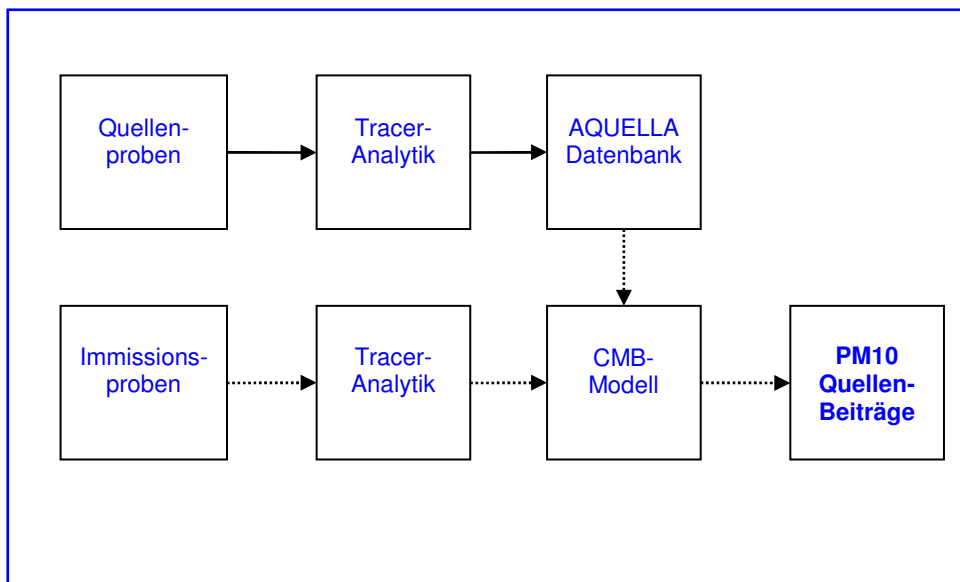 Quellen-
proben
Tracer-
Analytik
AQUELLA
Datenbank
Immissions-
proben
Tracer-
Analytik
CMB-
Modell
PM10
Quellen-
Beiträge